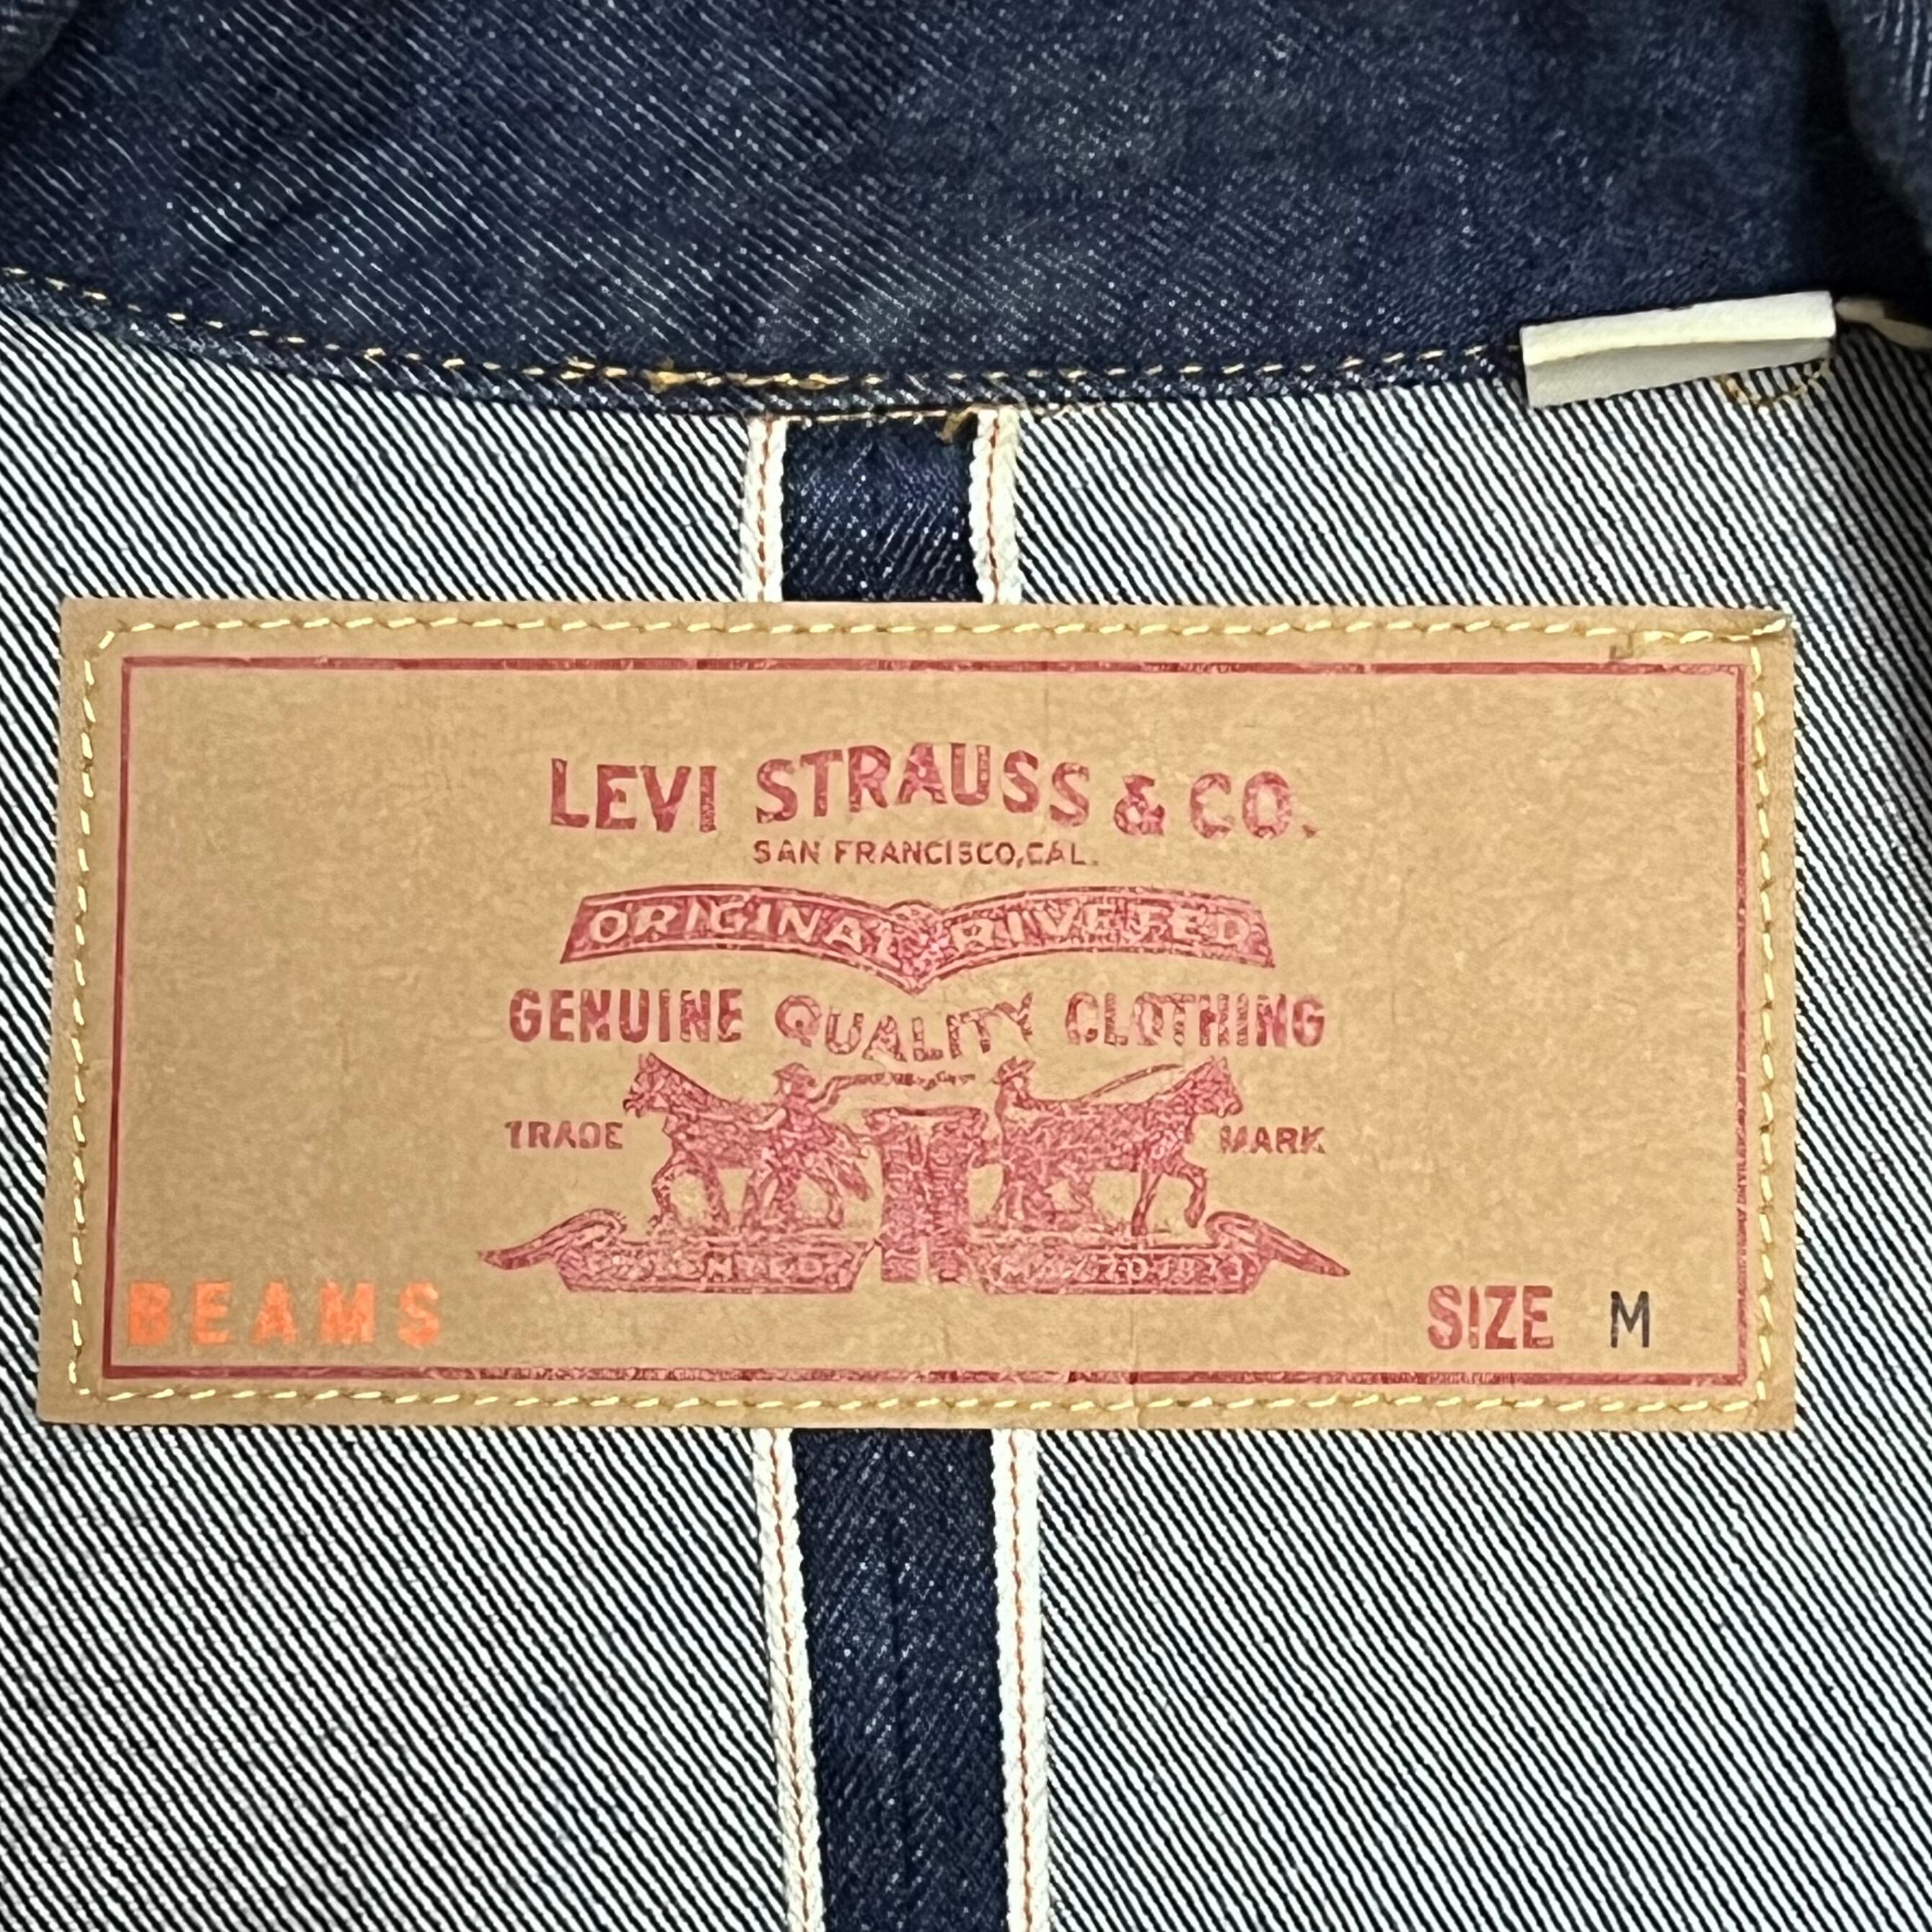 LEVI STRAUSS & CO.
SAN FRANCISCO, CAL.
ORIGINAL RIVETED
GENUINE QUALITY CLOTHING
TRADE MARK
BEAMS
SIZE M